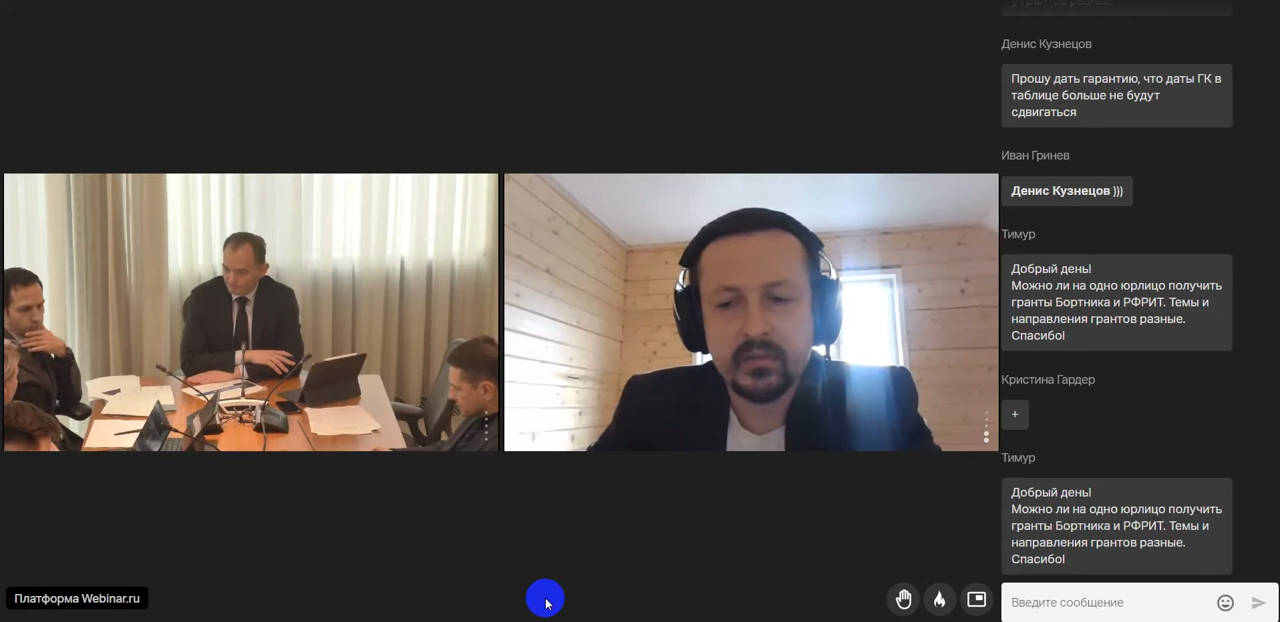 Денис Кузнецов
Прошу дать гарантию, что даты ГК в
таблице больше не будут
сдвигаться
Иван Гринев
Денис Кузнецов )))
Тимур
Добрый день!
Можно ли на одно юрлицо получить
гранты Бортника и РФРИТ. Темы и
направления грантов разные.
Спасибо!
Кристина Гардер
+
Тимур
Добрый день!
Можно ли на одно юрлицо получить
гранты Бортника и РФРИТ. Темы и
направления грантов разные.
Спасибо!
Платформа Webinar.ru
Введите сообщение